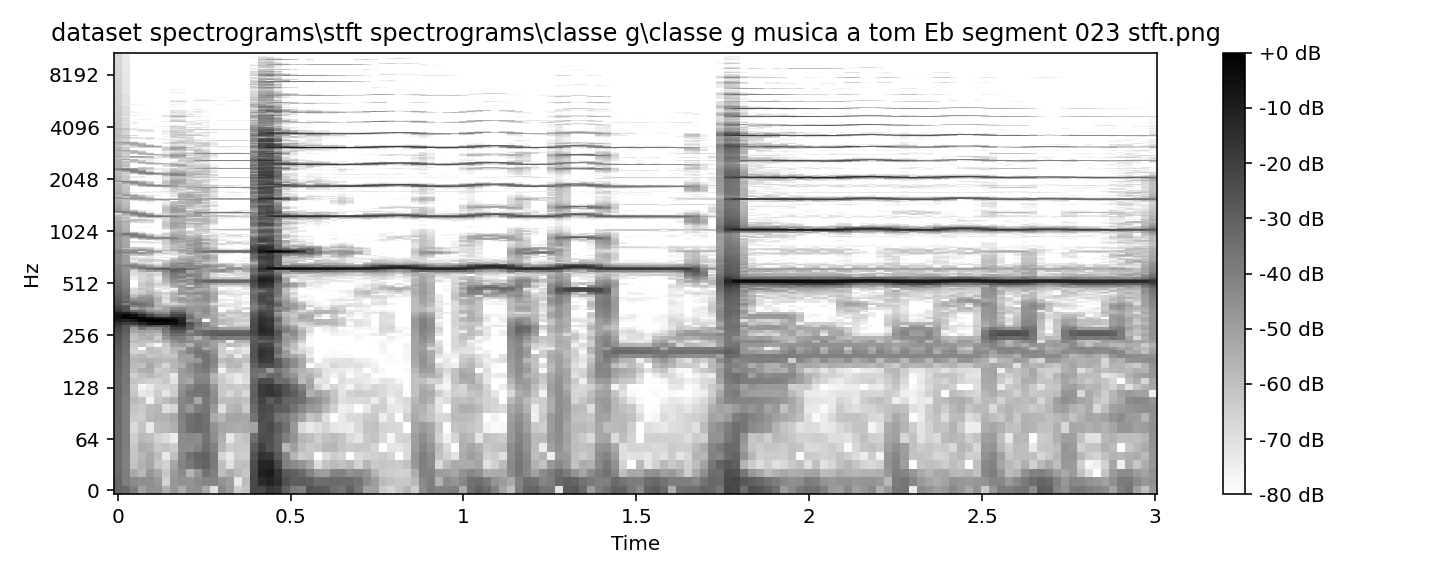 dataset spectrograms\stft spectrograms\classe g\classe g musica a tom Eb segment 023 stft.png
8192
4096
2048
1024
512
256
128
64
0
Hz
0
0.5
1
1.5
2
2.5
3
Time
+0 dB
-10 dB
-20 dB
-30 dB
-40 dB
-50 dB
-60 dB
-70 dB
-80 dB